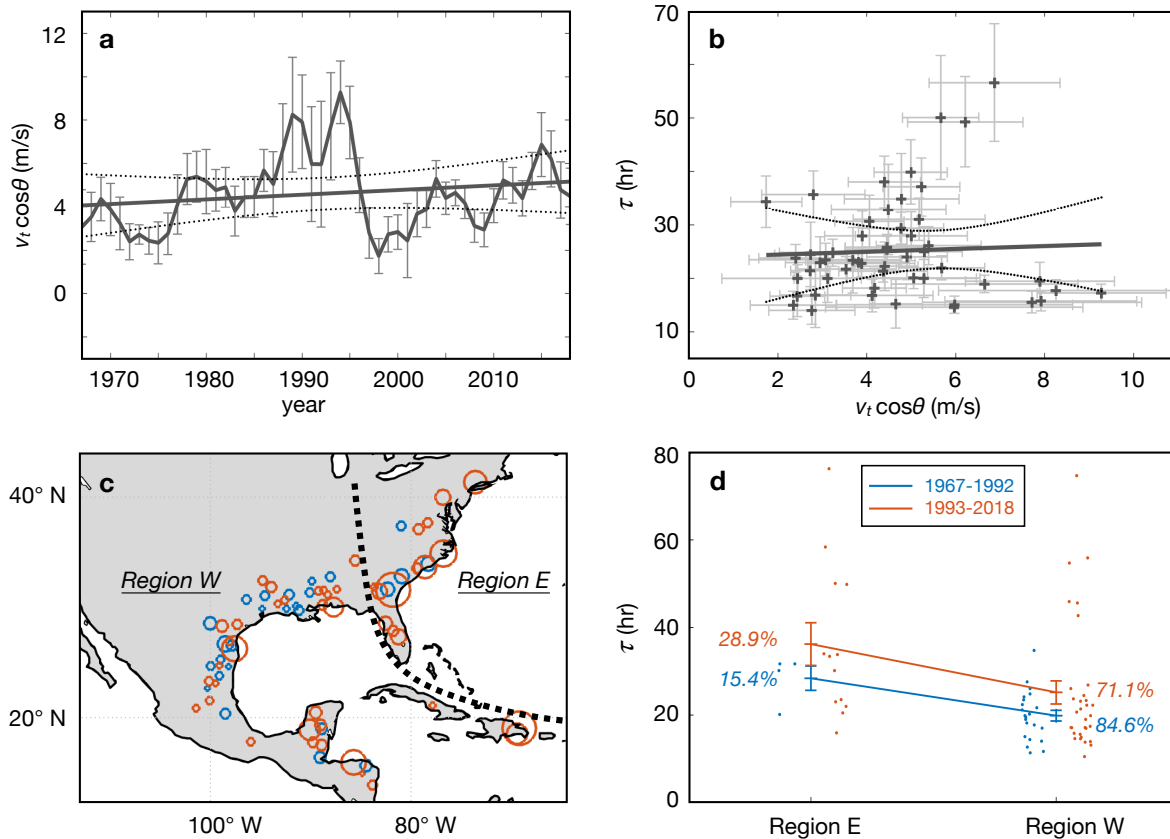 a
12
8
4
0
v_t cosθ (m/s)
1970
1980
1990
2000
2010
year
b
70
50
30
10
τ (hr)
0
2
4
6
8
10
v_t cosθ (m/s)
c
40° N
20° N
Region W
Region E
100° W
80° W
d
80
60
40
20
0
τ (hr)
1967-1992
1993-2018
28.9%
15.4%
71.1%
84.6%
Region E
Region W